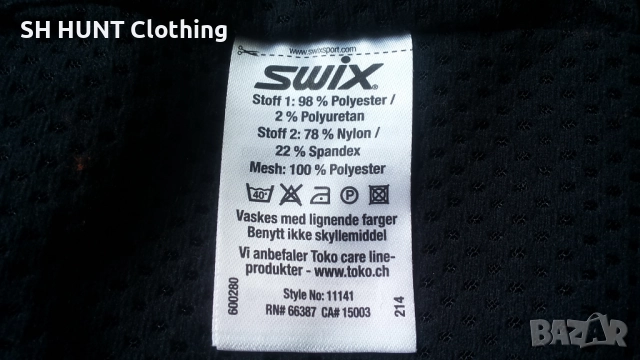 SH HUNT Clothing
www.swixsport.com
SWIX®
Stoff 1: 98 % Polyester /
2 % Polyuretan
Stoff 2: 78 % Nylon /
22 % Spandex
Mesh: 100 % Polyester
40° P
Vaskes med lignende farger
Benytt ikke skyllemiddel
Vi anbefaler Toko care line-
produkter - www.toko.ch
Style No: 11141
RN# 66387 CA# 15003
600280
214
BAZAR